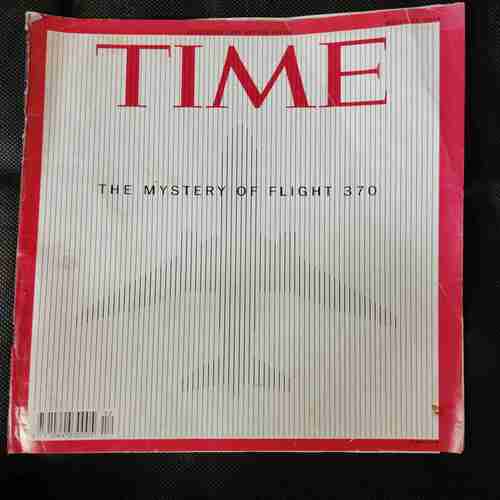 TIME
THE MYSTERY OF FLIGHT 370